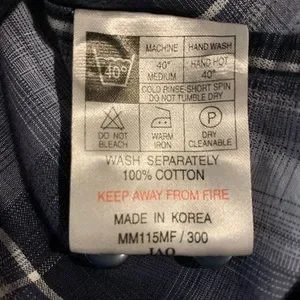 40°
MACHINE HAND WASH
40° HAND HOT
MEDIUM 40°
COLD RINSE-SHORT SPIN
DO NOT TUMBLE DRY
P
DO NOT WARM DRY
BLEACH IRON CLEANABLE
WASH SEPARATELY
100% COTTON
KEEP AWAY FROM FIRE
MADE IN KOREA
MM115MF / 300